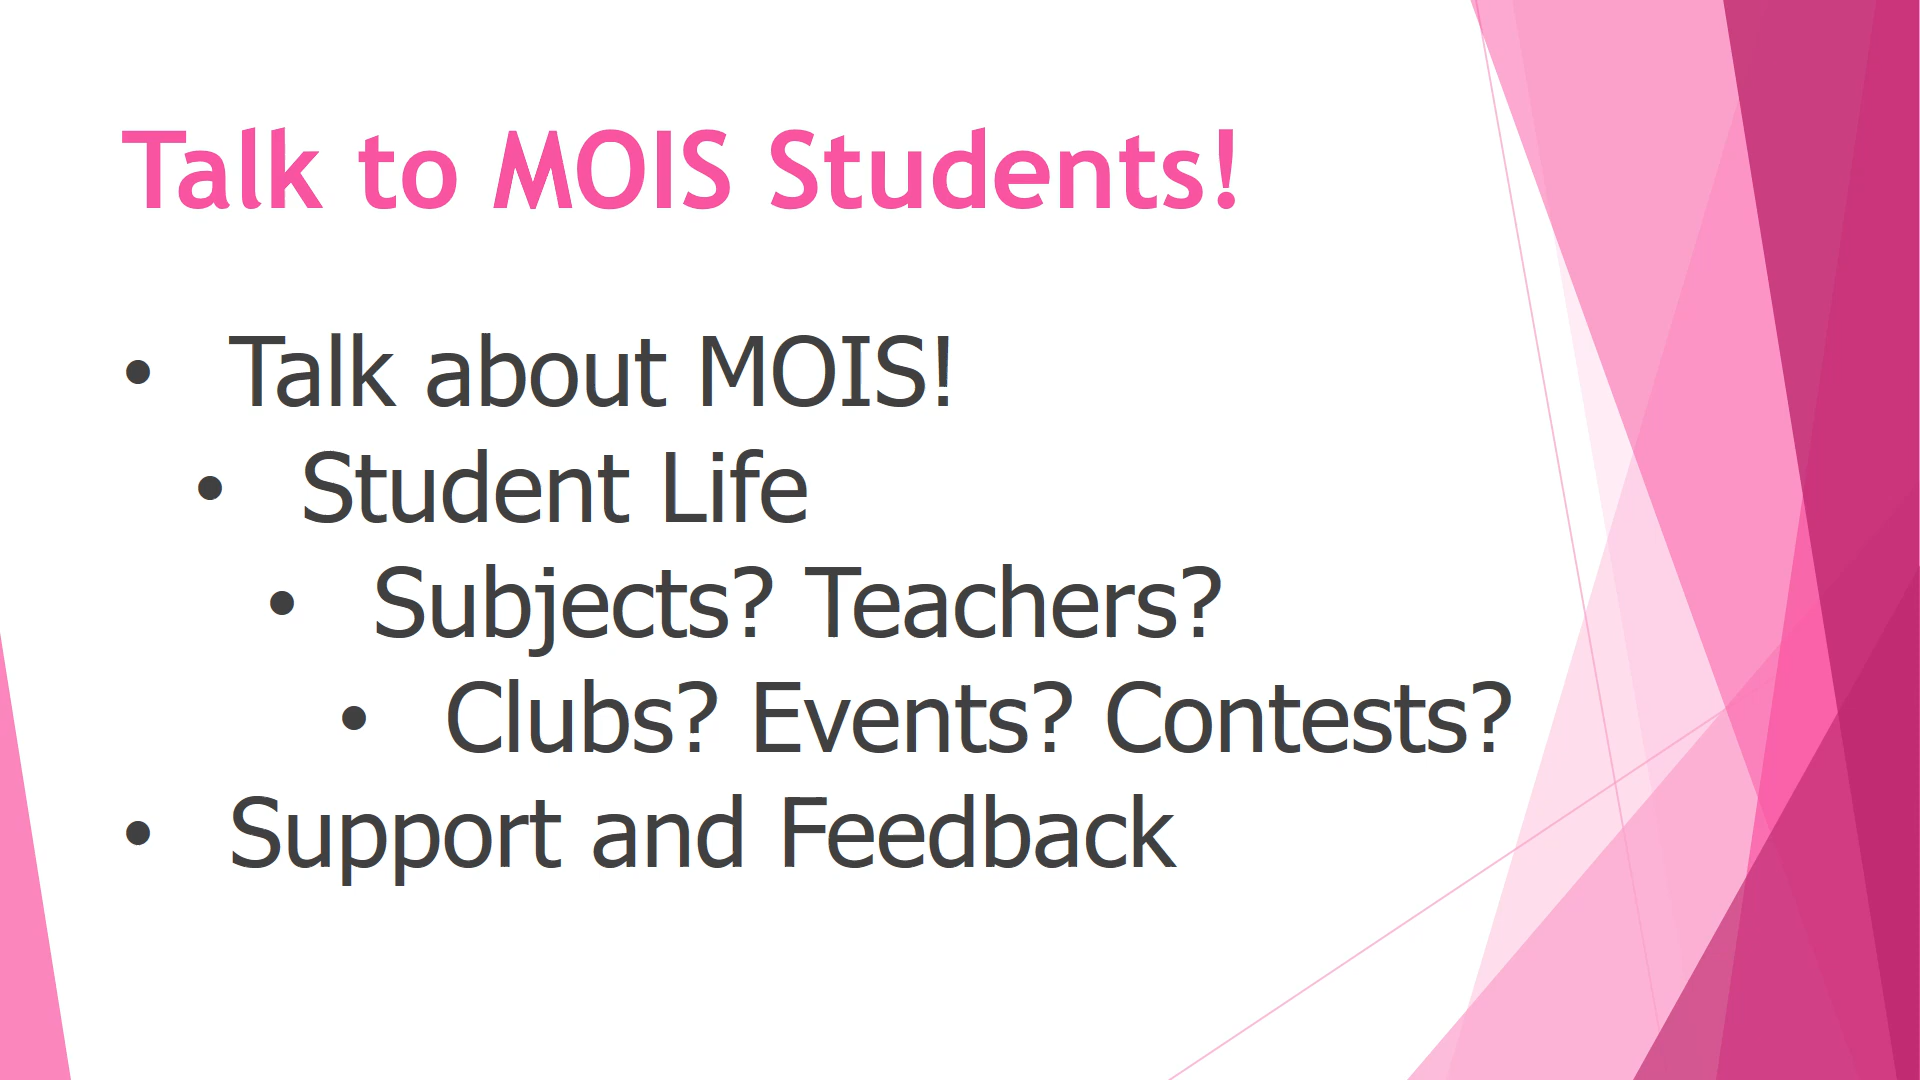 Talk to MOIS Students!
• Talk about MOIS!
• Student Life
• Subjects? Teachers?
• Clubs? Events? Contests?
• Support and Feedback